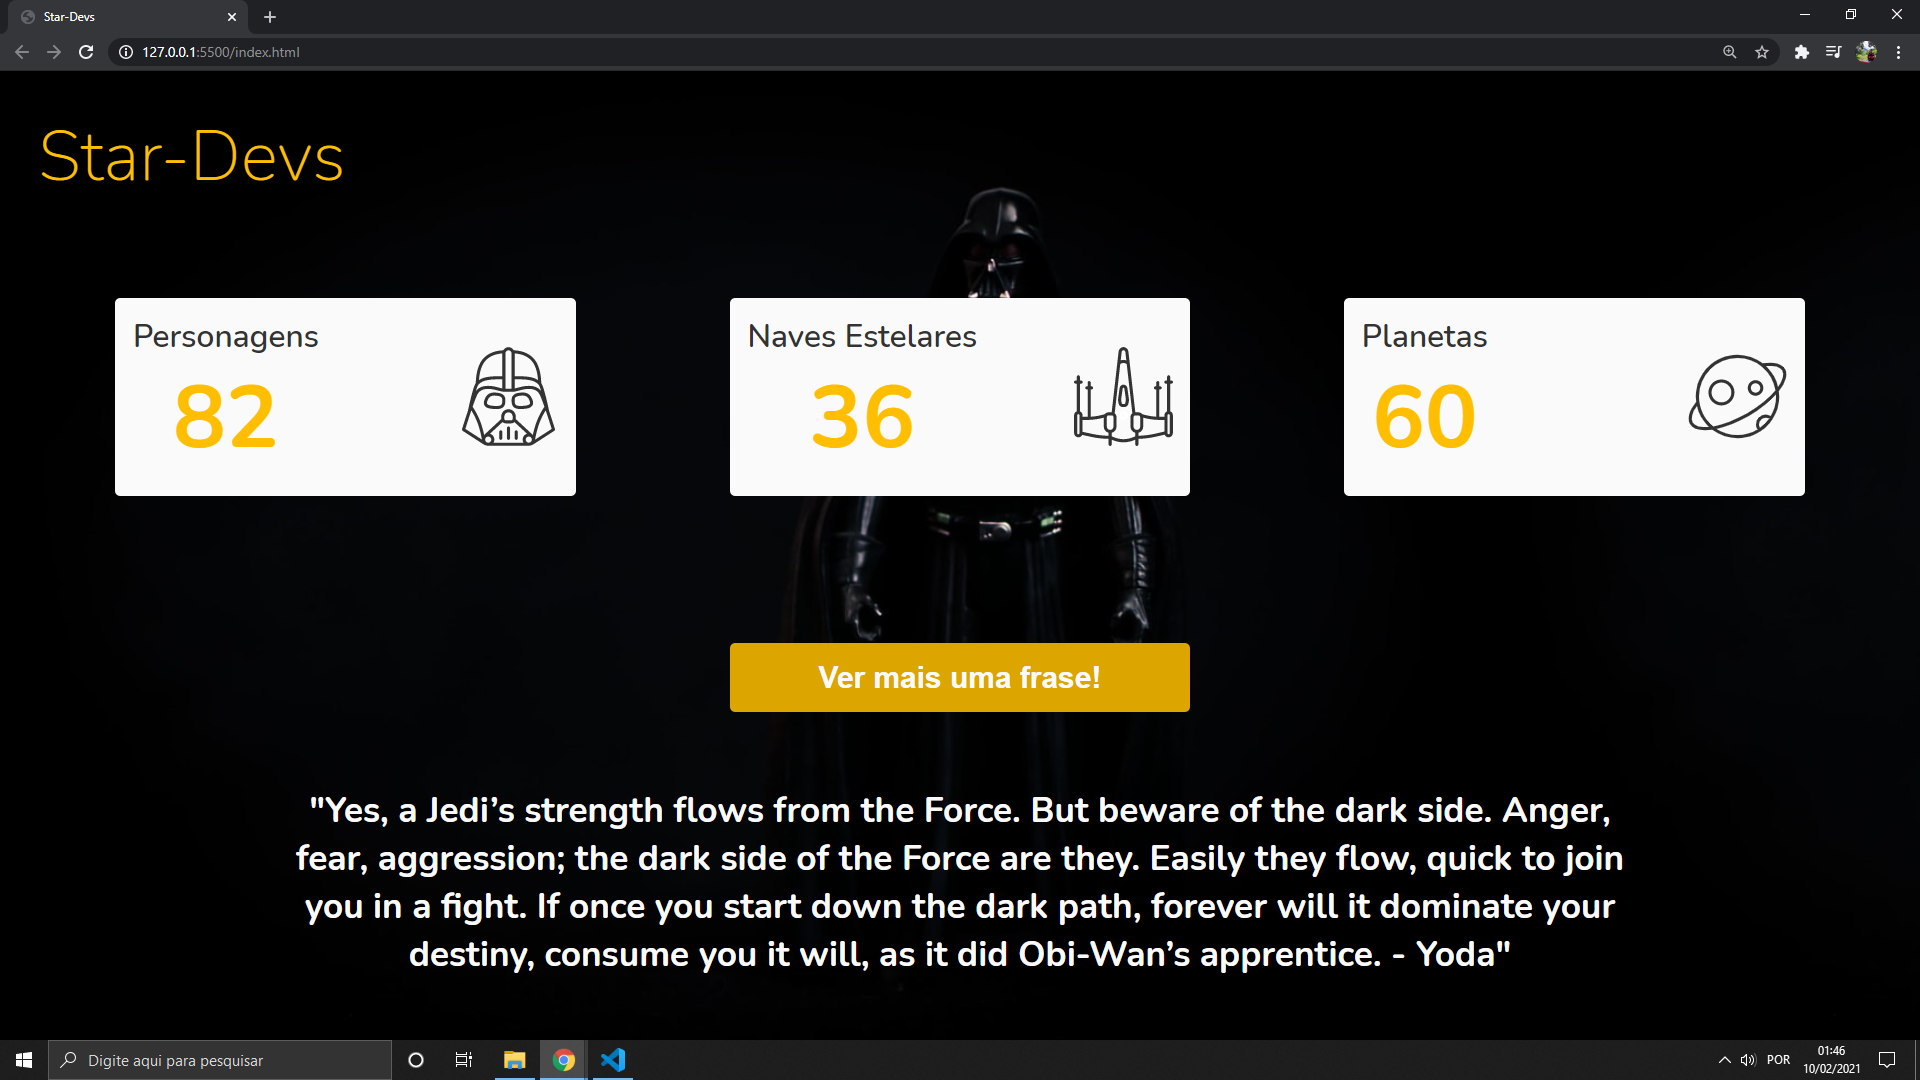 Star-Devs
127.0.0.1:5500/index.html
Star-Devs
Personagens
82
Naves Estelares
36
Planetas
60
Ver mais uma frase!
"Yes, a Jedi’s strength flows from the Force. But beware of the dark side. Anger,
fear, aggression; the dark side of the Force are they. Easily they flow, quick to join
you in a fight. If once you start down the dark path, forever will it dominate your
destiny, consume you it will, as it did Obi-Wan’s apprentice. - Yoda"
Digite aqui para pesquisar
POR
01:46
10/02/2021